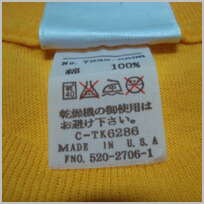 綿 100%
乾燥機の御使用は
お避け下さい。
C-TK6286
MADE IN U.S.A
FNO. 520-2706-1